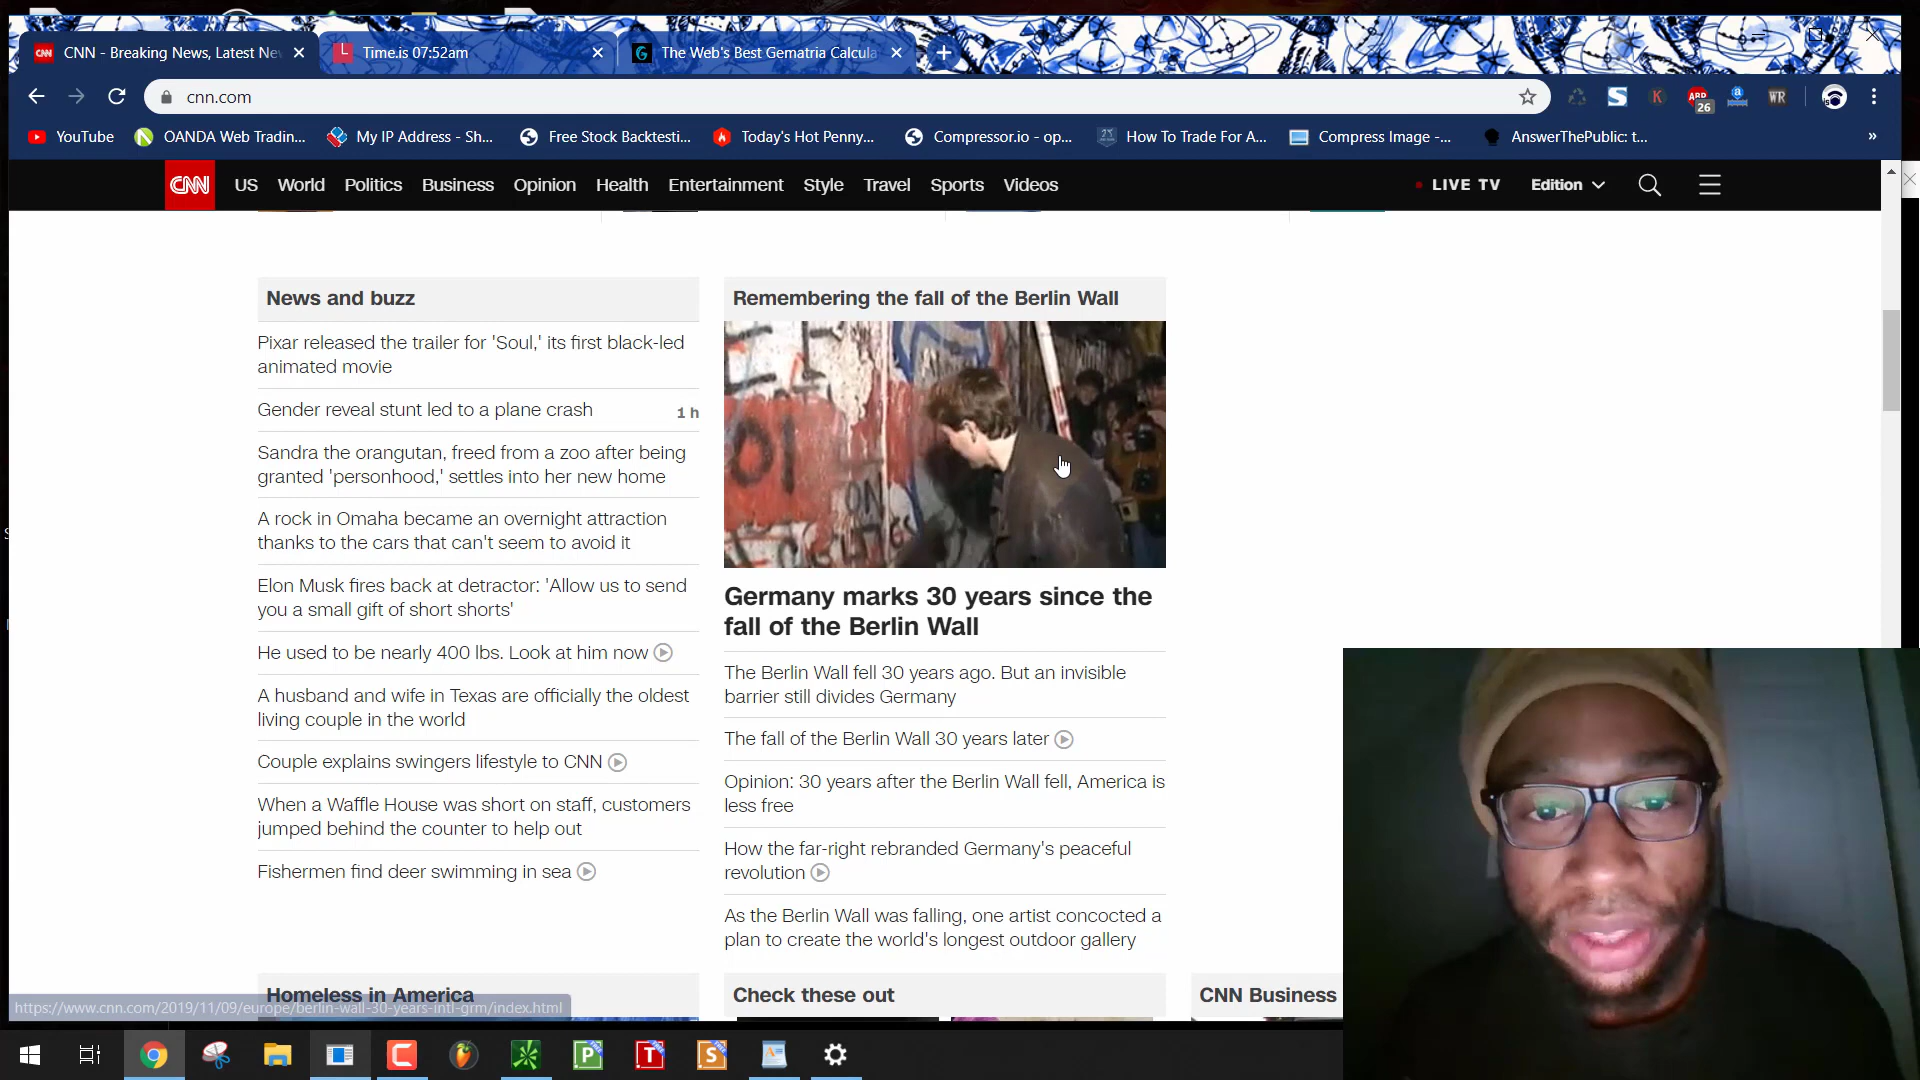 CNN - Breaking News, Latest Ne
Time.is 07:52am
The Web's Best Gematria Calcula
cnn.com
26
YouTube
OANDA Web Tradin...
My IP Address - Sh...
Free Stock Backtesti...
Today's Hot Penny...
Compressor.io - op...
How To Trade For A...
Compress Image -...
AnswerThePublic: t...
»
CNN
US
World
Politics
Business
Opinion
Health
Entertainment
Style
Travel
Sports
Videos
LIVE TV
Edition
News and buzz
Pixar released the trailer for 'Soul,' its first black-led
animated movie
Gender reveal stunt led to a plane crash
1 h
Sandra the orangutan, freed from a zoo after being
granted 'personhood,' settles into her new home
A rock in Omaha became an overnight attraction
thanks to the cars that can't seem to avoid it
Elon Musk fires back at detractor: 'Allow us to send
you a small gift of short shorts'
He used to be nearly 400 lbs. Look at him now
A husband and wife in Texas are officially the oldest
living couple in the world
Couple explains swingers lifestyle to CNN
When a Waffle House was short on staff, customers
jumped behind the counter to help out
Fishermen find deer swimming in sea
Remembering the fall of the Berlin Wall
Germany marks 30 years since the
fall of the Berlin Wall
The Berlin Wall fell 30 years ago. But an invisible
barrier still divides Germany
The fall of the Berlin Wall 30 years later
Opinion: 30 years after the Berlin Wall fell, America is
less free
How the far-right rebranded Germany's peaceful
revolution
As the Berlin Wall was falling, one artist concocted a
plan to create the world's longest outdoor gallery
Homeless in America
Check these out
CNN Business
https://www.cnn.com/2019/11/09/europe/berlin-wall-30-years-intl-grm/index.html